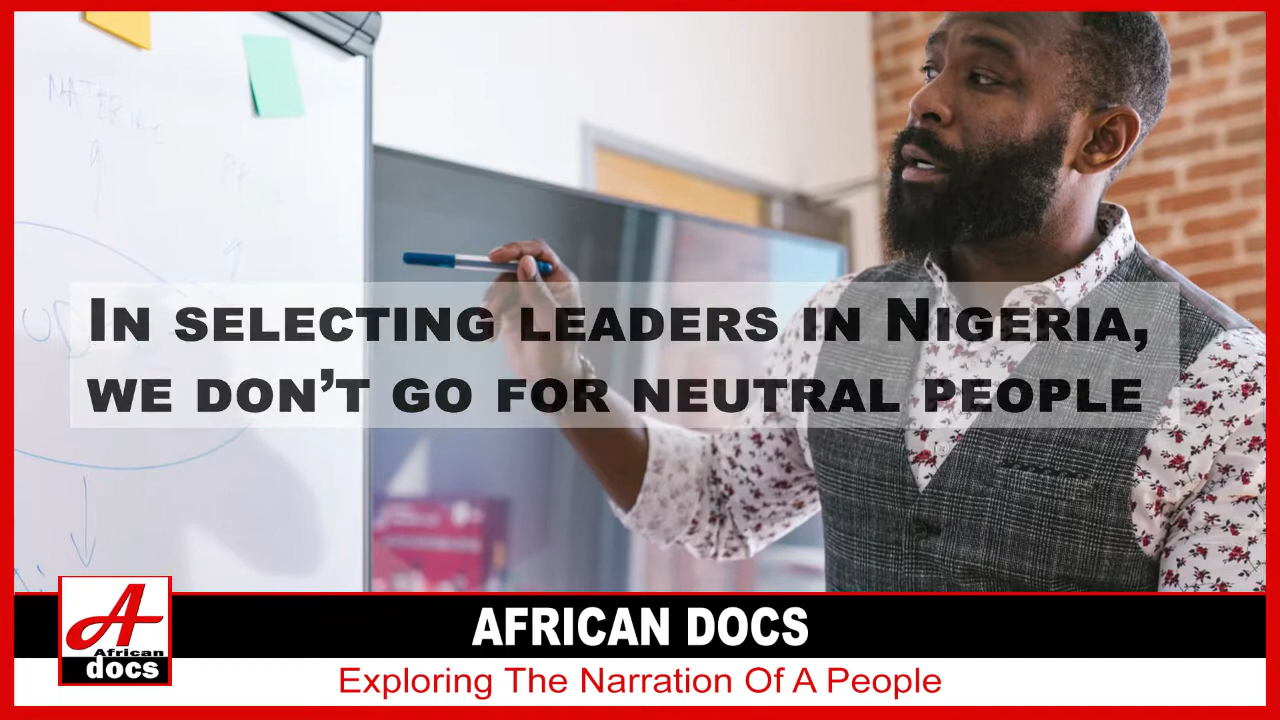 MATERIAL
IN SELECTING LEADERS IN NIGERIA,
WE DON'T GO FOR NEUTRAL PEOPLE
A
African
docs
AFRICAN DOCS
Exploring The Narration Of A People